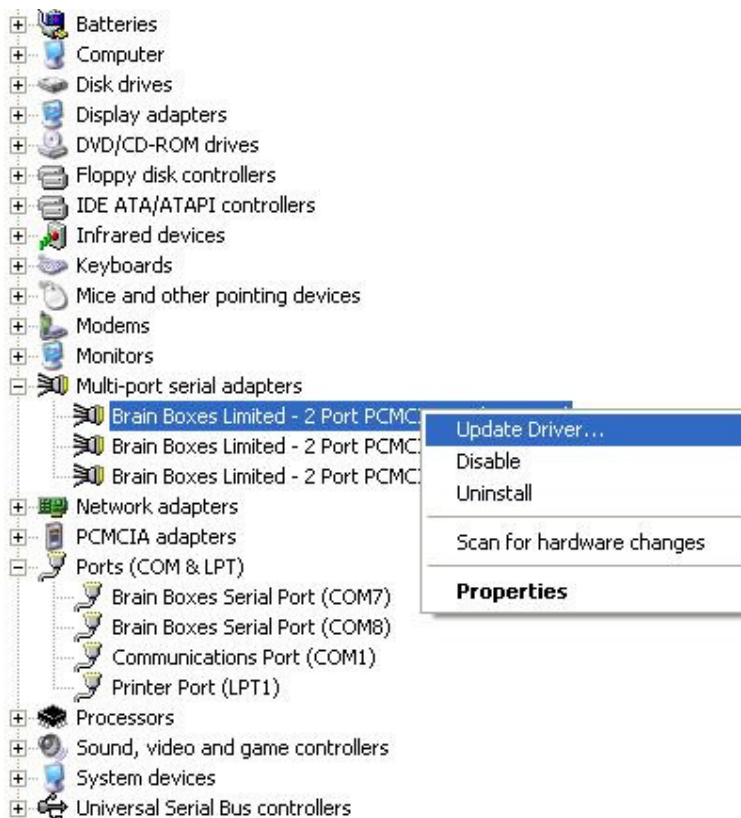 Batteries
Computer
Disk drives
Display adapters
DVD/CD-ROM drives
Floppy disk controllers
IDE ATA/ATAPI controllers
Infrared devices
Keyboards
Mice and other pointing devices
Modems
Monitors
Multi-port serial adapters
Brain Boxes Limited - 2 Port
Brain Boxes Limited - 2 Port
Brain Boxes Limited - 2 Port
Update Driver...
Disable
Uninstall
Scan for hardware changes
Properties
Network adapters
PCMCIA adapters
Ports (COM & LPT)
Brain Boxes Serial Port (COM7)
Brain Boxes Serial Port (COM8)
Communications Port (COM1)
Printer Port (LPT1)
Processors
Sound, video and game controllers
System devices
Universal Serial Bus controllers